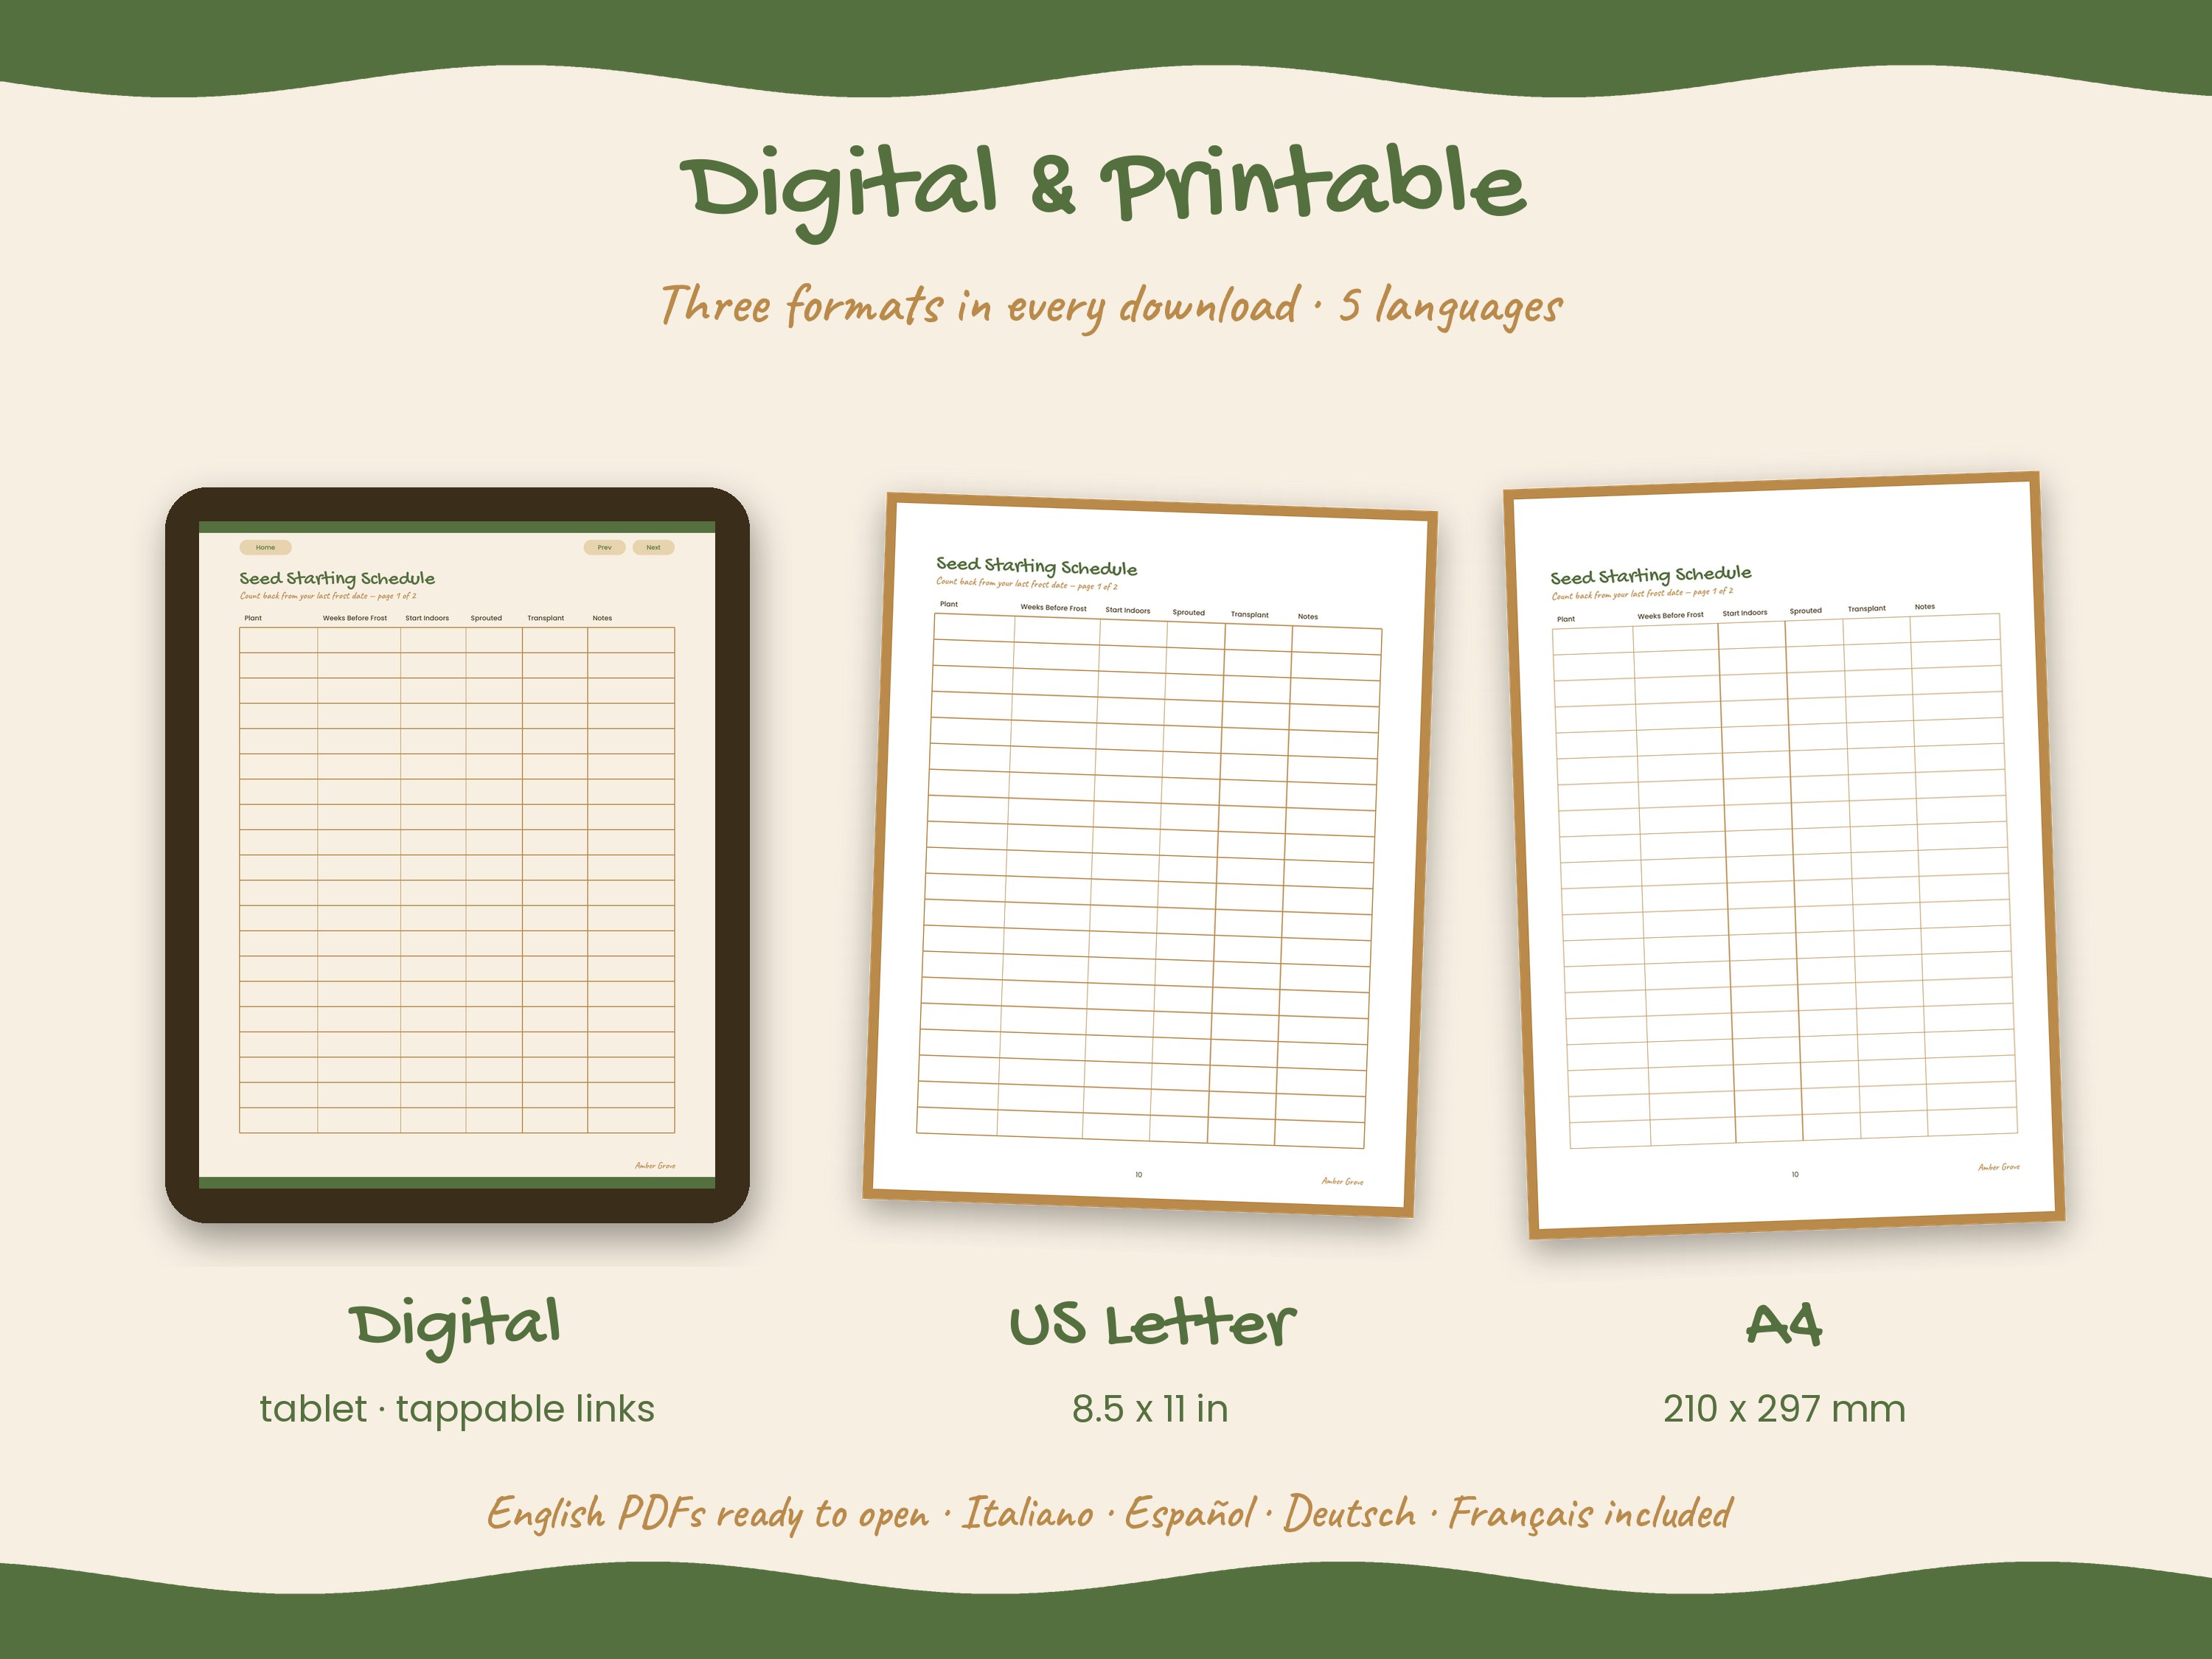 Digital & Printable
Three formats in every download · 5 languages
Home
Prev
Next
Seed Starting Schedule
Count back from your last frost date – page 1 of 2
Plant
Weeks Before Frost
Start Indoors
Sprouted
Transplant
Notes
Amber Grove
Seed Starting Schedule
Count back from your last frost date – page 1 of 2
Plant
Weeks Before Frost
Start Indoors
Sprouted
Transplant
Notes
10
Amber Grove
Seed Starting Schedule
Count back from your last frost date – page 1 of 2
Plant
Weeks Before Frost
Start Indoors
Sprouted
Transplant
Notes
10
Amber Grove
Digital
tablet · tappable links
US Letter
8.5 x 11 in
A4
210 x 297 mm
English PDFs ready to open · Italiano · Español · Deutsch · Français included